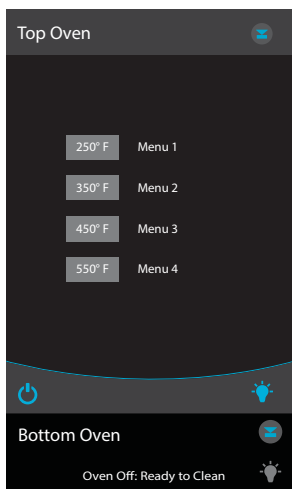 Top Oven
250° F Menu 1
350° F Menu 2
450° F Menu 3
550° F Menu 4
Bottom Oven
Oven Off: Ready to Clean